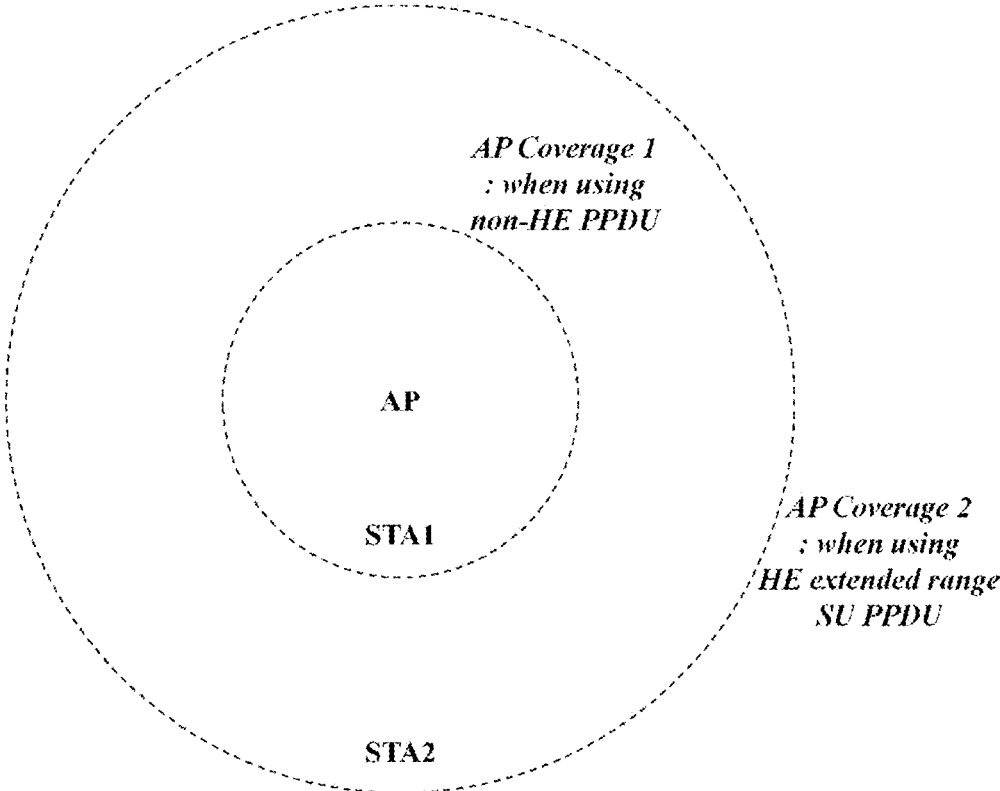 AP Coverage 1
: when using
non-HE PPDU
AP
STA1
AP Coverage 2
: when using
HE extended range
SU PPDU
STA2